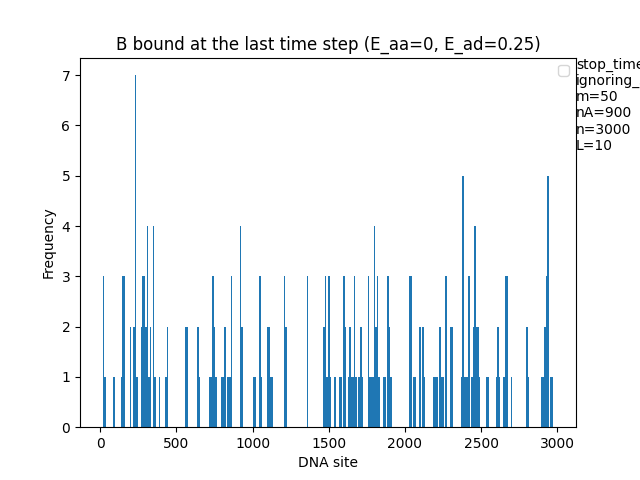 B bound at the last time step (E_aa=0, E_ad=0.25)
7
6
5
4
3
2
1
0
Frequency
0
500
1000
1500
2000
2500
3000
DNA site
stop_time
ignoring_
m=50
nA=900
n=3000
L=10